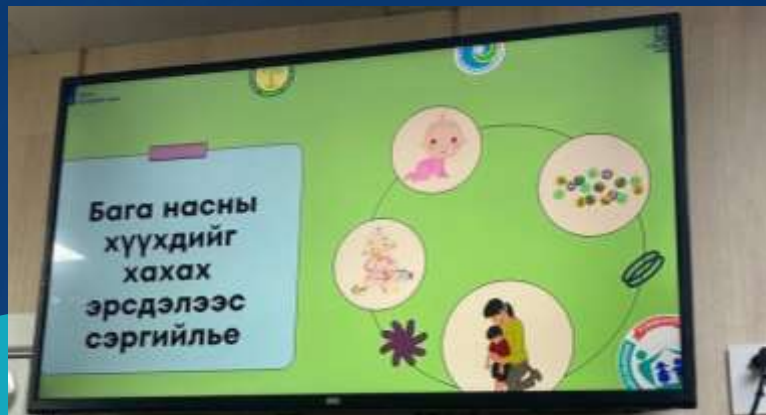 Бага насны
хүүхдийг
хахах
эрсдэлээс
сэргийлье